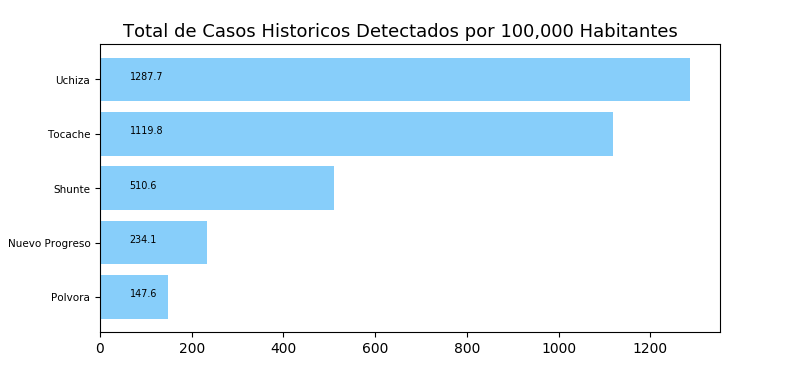 Total de Casos Historicos Detectados por 100,000 Habitantes
Uchiza 1287.7
Tocache 1119.8
Shunte 510.6
Nuevo Progreso 234.1
Polvora 147.6
0 200 400 600 800 1000 1200